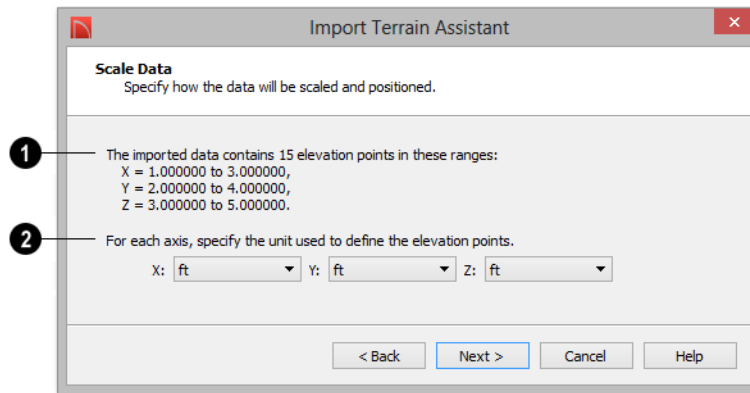 Import Terrain Assistant
Scale Data
Specify how the data will be scaled and positioned.
1
The imported data contains 15 elevation points in these ranges:
X = 1.000000 to 3.000000,
Y = 2.000000 to 4.000000,
Z = 3.000000 to 5.000000.
2
For each axis, specify the unit used to define the elevation points.
X: ft Y: ft Z: ft
< Back Next > Cancel Help